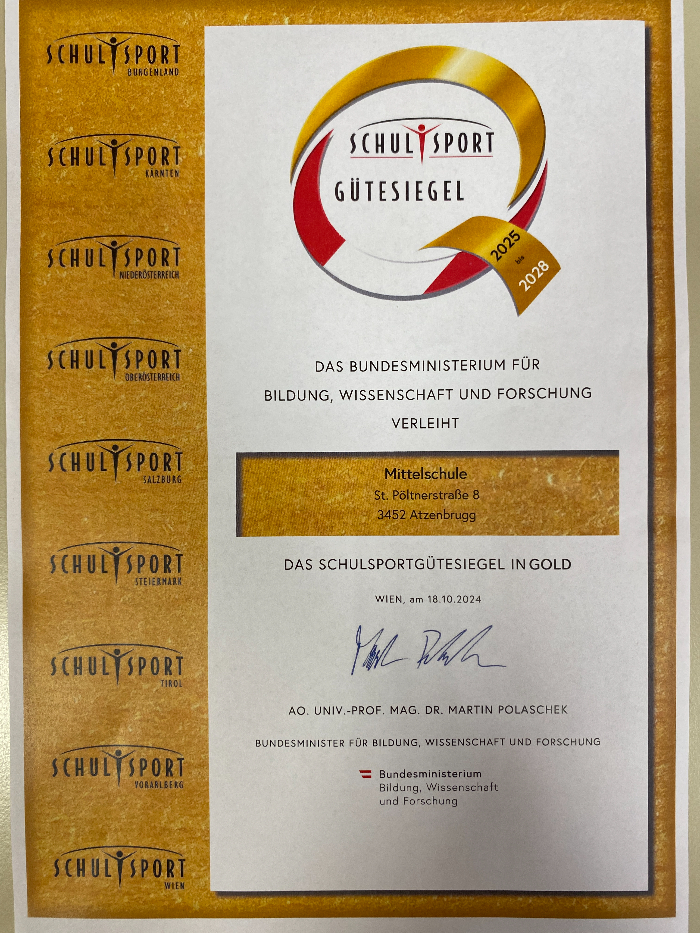 SCHULSPORT
BURGENLAND
SCHULSPORT
KÄRNTEN
SCHULSPORT
NIEDERÖSTERREICH
SCHULSPORT
OBERÖSTERREICH
SCHULSPORT
SALZBURG
SCHULSPORT
STEIERMARK
SCHULSPORT
TIROL
SCHULSPORT
VORARLBERG
SCHULSPORT
WIEN
SCHULSPORT
GÜTESIEGEL
2025
bis
2028
DAS BUNDESMINISTERIUM FÜR
BILDUNG, WISSENSCHAFT UND FORSCHUNG
VERLEIHT
Mittelschule
St. Pöltnerstraße 8
3452 Atzenbrugg
DAS SCHULSPORTGÜTESIEGEL IN GOLD
WIEN, am 18.10.2024
AO. UNIV.-PROF. MAG. DR. MARTIN POLASCHEK
BUNDESMINISTER FÜR BILDUNG, WISSENSCHAFT UND FORSCHUNG
Bundesministerium
Bildung, Wissenschaft
und Forschung